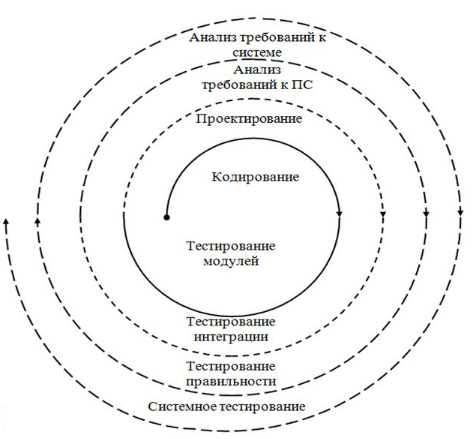 Анализ требований к
системе
Анализ
требований к ПС
Проектирование
Кодирование
Тестирование
модулей
Тестирование
интеграции
Тестирование
правильности
Системное тестирование